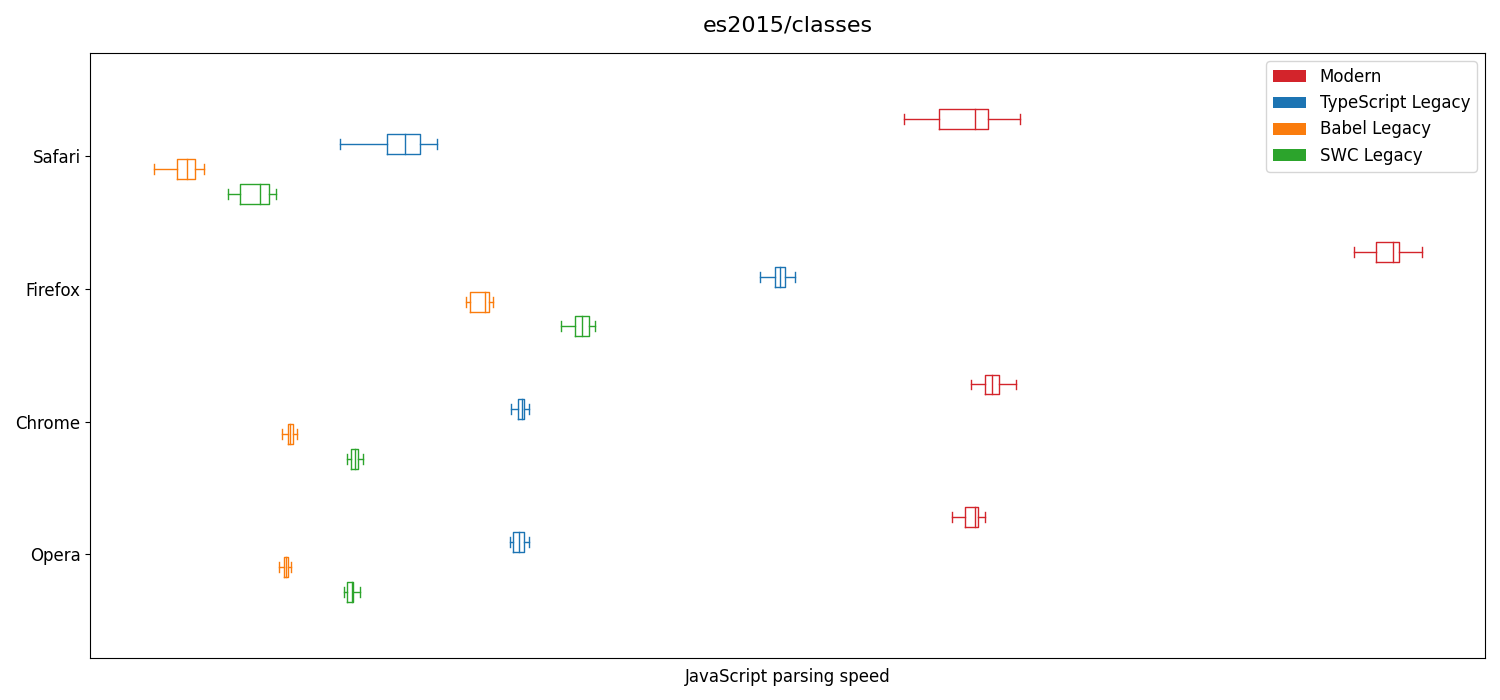 es2015/classes
Modern
TypeScript Legacy
Babel Legacy
SWC Legacy
Safari
Firefox
Chrome
Opera
JavaScript parsing speed